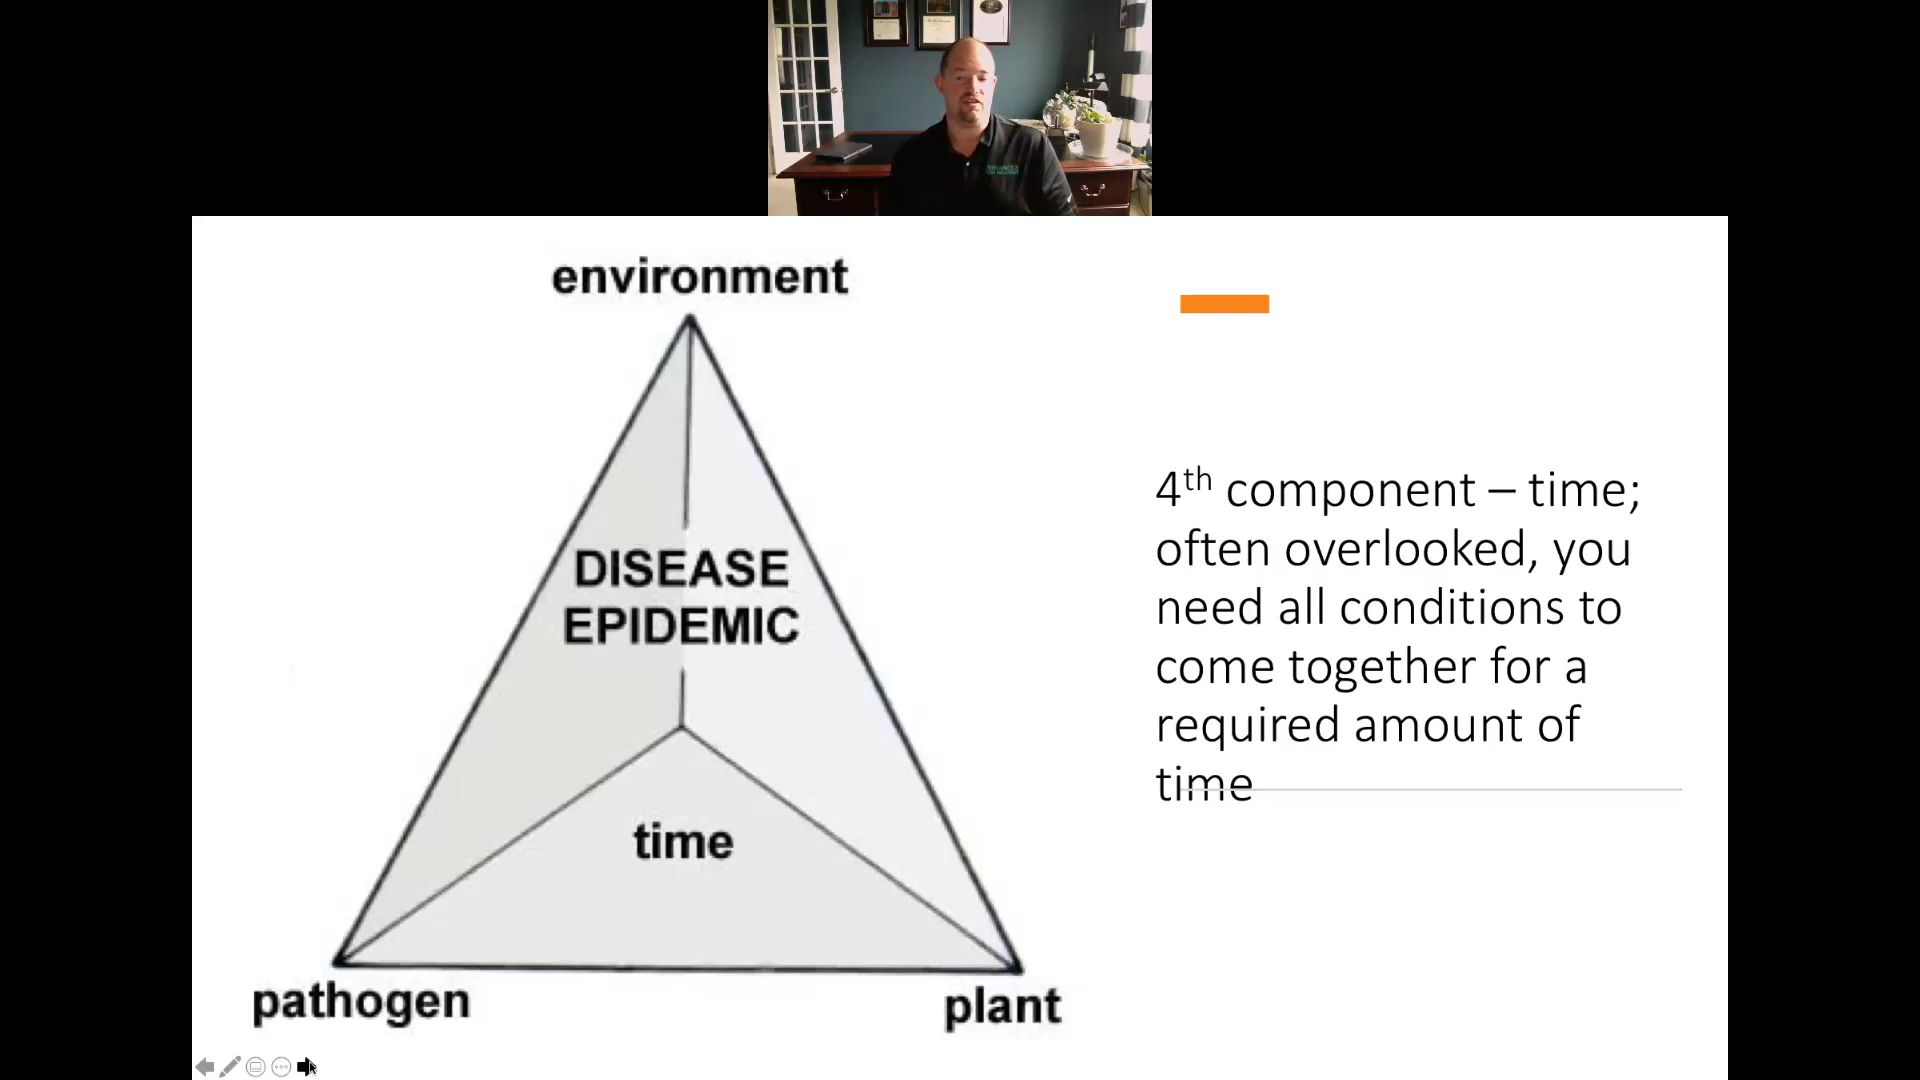 environment
DISEASE
EPIDEMIC
time
pathogen
plant
4th component – time;
often overlooked, you
need all conditions to
come together for a
required amount of
time